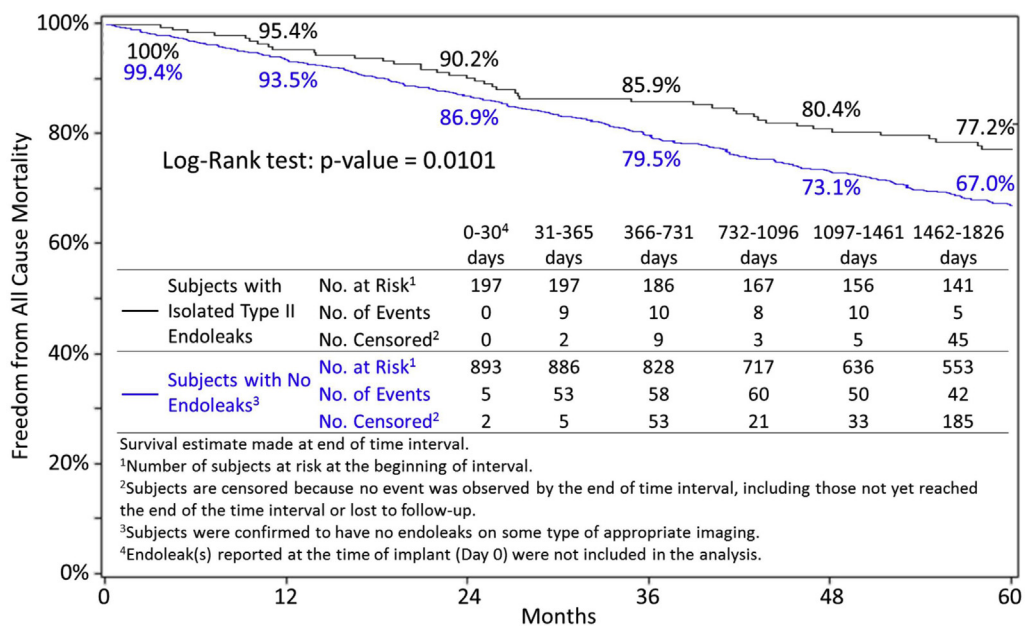 100%
80%
60%
40%
20%
0%
Freedom from All Cause Mortality
100%
95.4%
90.2%
85.9%
80.4%
77.2%
99.4%
93.5%
86.9%
79.5%
73.1%
67.0%
Log-Rank test: p-value = 0.0101
0-30⁴ 31-365 366-731 732-1096 1097-1461 1462-1826
days days days days days days
Subjects with No. at Risk¹ 197 197 186 167 156 141
Isolated Type II No. of Events 0 9 10 8 10 5
Endoleaks No. Censored² 0 2 9 3 5 45
No. at Risk¹ 893 886 828 717 636 553
Subjects with No No. of Events 5 53 58 60 50 42
Endoleaks³ No. Censored² 2 5 53 21 33 185
Survival estimate made at end of time interval.
¹Number of subjects at risk at the beginning of interval.
²Subjects are censored because no event was observed by the end of time interval, including those not yet reached
the end of the time interval or lost to follow-up.
³Subjects were confirmed to have no endoleaks on some type of appropriate imaging.
⁴Endoleak(s) reported at the time of implant (Day 0) were not included in the analysis.
0 12 24 36 48 60
Months